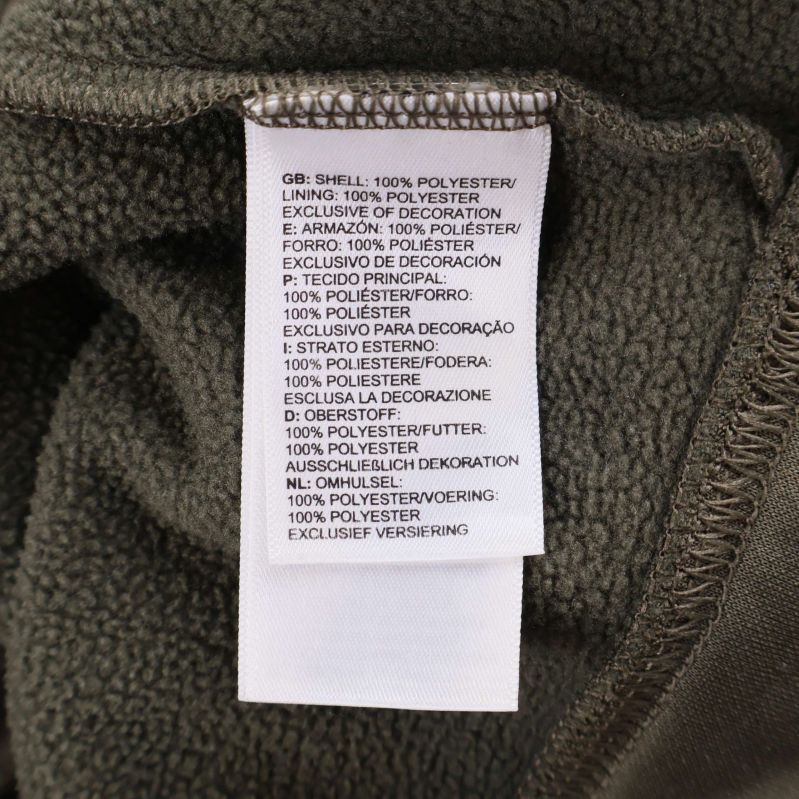 GB: SHELL: 100% POLYESTER/
LINING: 100% POLYESTER
EXCLUSIVE OF DECORATION
E: ARMAZÓN: 100% POLIÉSTER/
FORRO: 100% POLIÉSTER
EXCLUSIVO DE DECORACIÓN
P: TECIDO PRINCIPAL:
100% POLIÉSTER/FORRO:
100% POLIÉSTER
EXCLUSIVO PARA DECORAÇÃO
I: STRATO ESTERNO:
100% POLIESTERE/FODERA:
100% POLIESTERE
ESCLUSA LA DECORAZIONE
D: OBERSTOFF:
100% POLYESTER/FUTTER:
100% POLYESTER
AUSSCHLIEßLICH DEKORATION
NL: OMHULSEL:
100% POLYESTER/VOERING:
100% POLYESTER
EXCLUSIEF VERSIERING